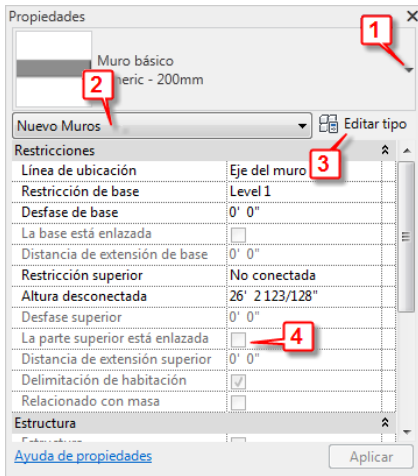 Propiedades
1
Muro básico
Generic - 200mm
2
Nuevo Muros
Editar tipo
3
Restricciones
Línea de ubicación Eje del muro
Restricción de base Level 1
Desfase de base 0' 0"
La base está enlazada
Distancia de extensión de base 0' 0"
Restricción superior No conectada
Altura desconectada 26' 2 123/128"
Desfase superior 0' 0"
La parte superior está enlazada
4
Distancia de extensión superior 0' 0"
Delimitación de habitación
Relacionado con masa
Estructura
Ayuda de propiedades
Aplicar